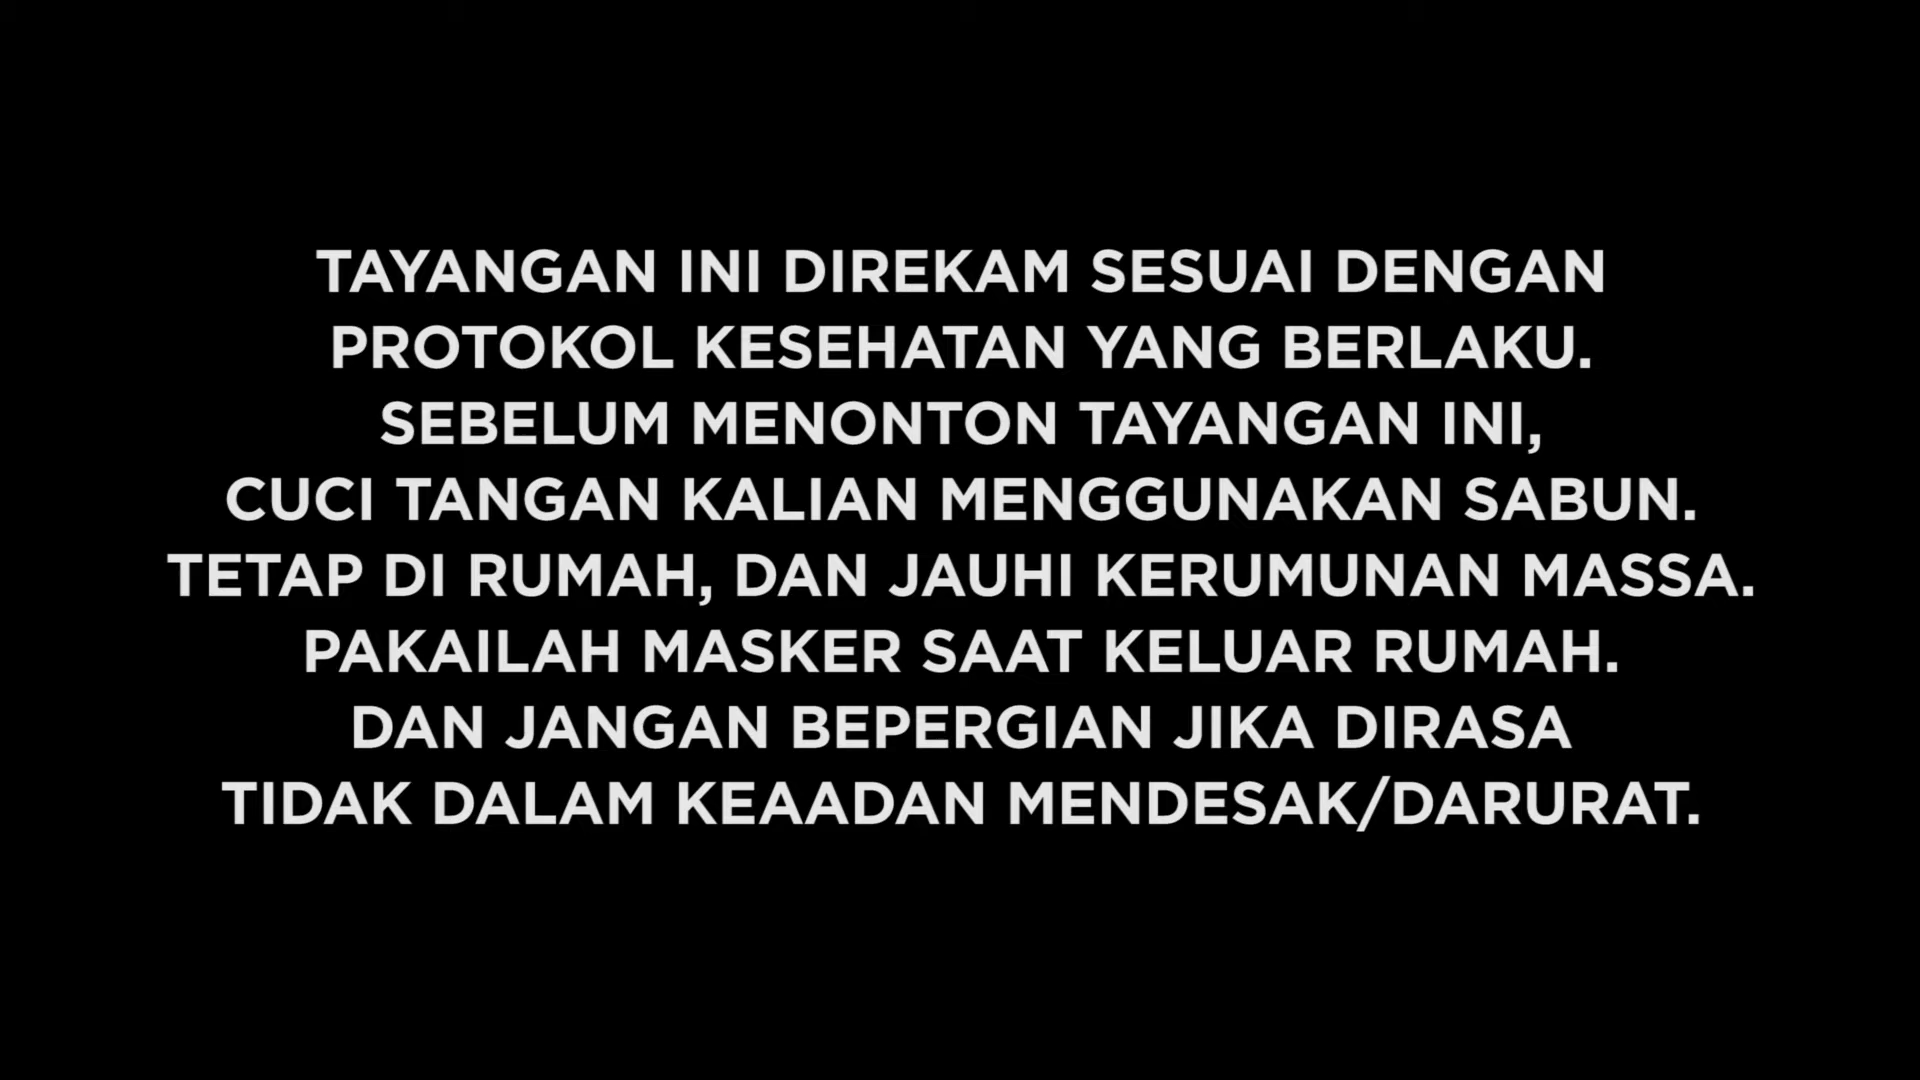 TAYANGAN INI DIREKAM SESUAI DENGAN
PROTOKOL KESEHATAN YANG BERLAKU.
SEBELUM MENONTON TAYANGAN INI,
CUCI TANGAN KALIAN MENGGUNAKAN SABUN.
TETAP DI RUMAH, DAN JAUHI KERUMUNAN MASSA.
PAKAILAH MASKER SAAT KELUAR RUMAH.
DAN JANGAN BEPERGIAN JIKA DIRASA
TIDAK DALAM KEAADAN MENDESAK/DARURAT.